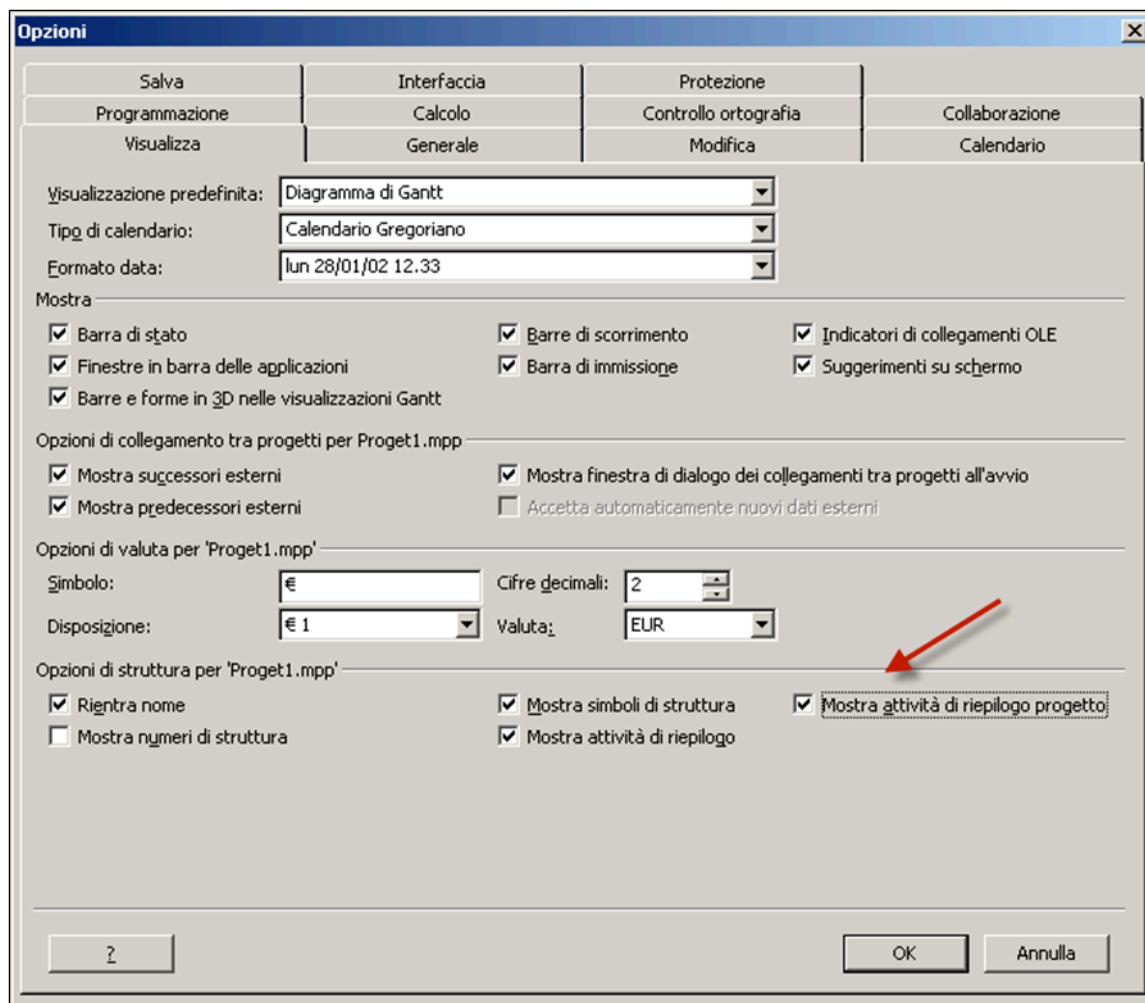 Opzioni
Salva Interfaccia Protezione
Programmazione Calcolo Controllo ortografia Collaborazione
Visualizza Generale Modifica Calendario
Visualizzazione predefinita: Diagramma di Gantt
Tipo di calendario: Calendario Gregoriano
Formato data: lun 28/01/02 12.33
Mostra
Barra di stato Barre di scorrimento Indicatori di collegamenti OLE
Finestre in barra delle applicazioni Barra di immissione Suggerimenti su schermo
Barre e forme in 3D nelle visualizzazioni Gantt
Opzioni di collegamento tra progetti per Proget1.mpp
Mostra successori esterni Mostra finestra di dialogo dei collegamenti tra progetti all'avvio
Mostra predecessori esterni Accetta automaticamente nuovi dati esterni
Opzioni di valuta per 'Proget1.mpp'
Simbolo: € Cifre decimali: 2
Disposizione: € 1 Valuta: EUR
Opzioni di struttura per 'Proget1.mpp'
Rientra nome Mostra simboli di struttura Mostra attività di riepilogo progetto
Mostra numeri di struttura Mostra attività di riepilogo
? OK Annulla